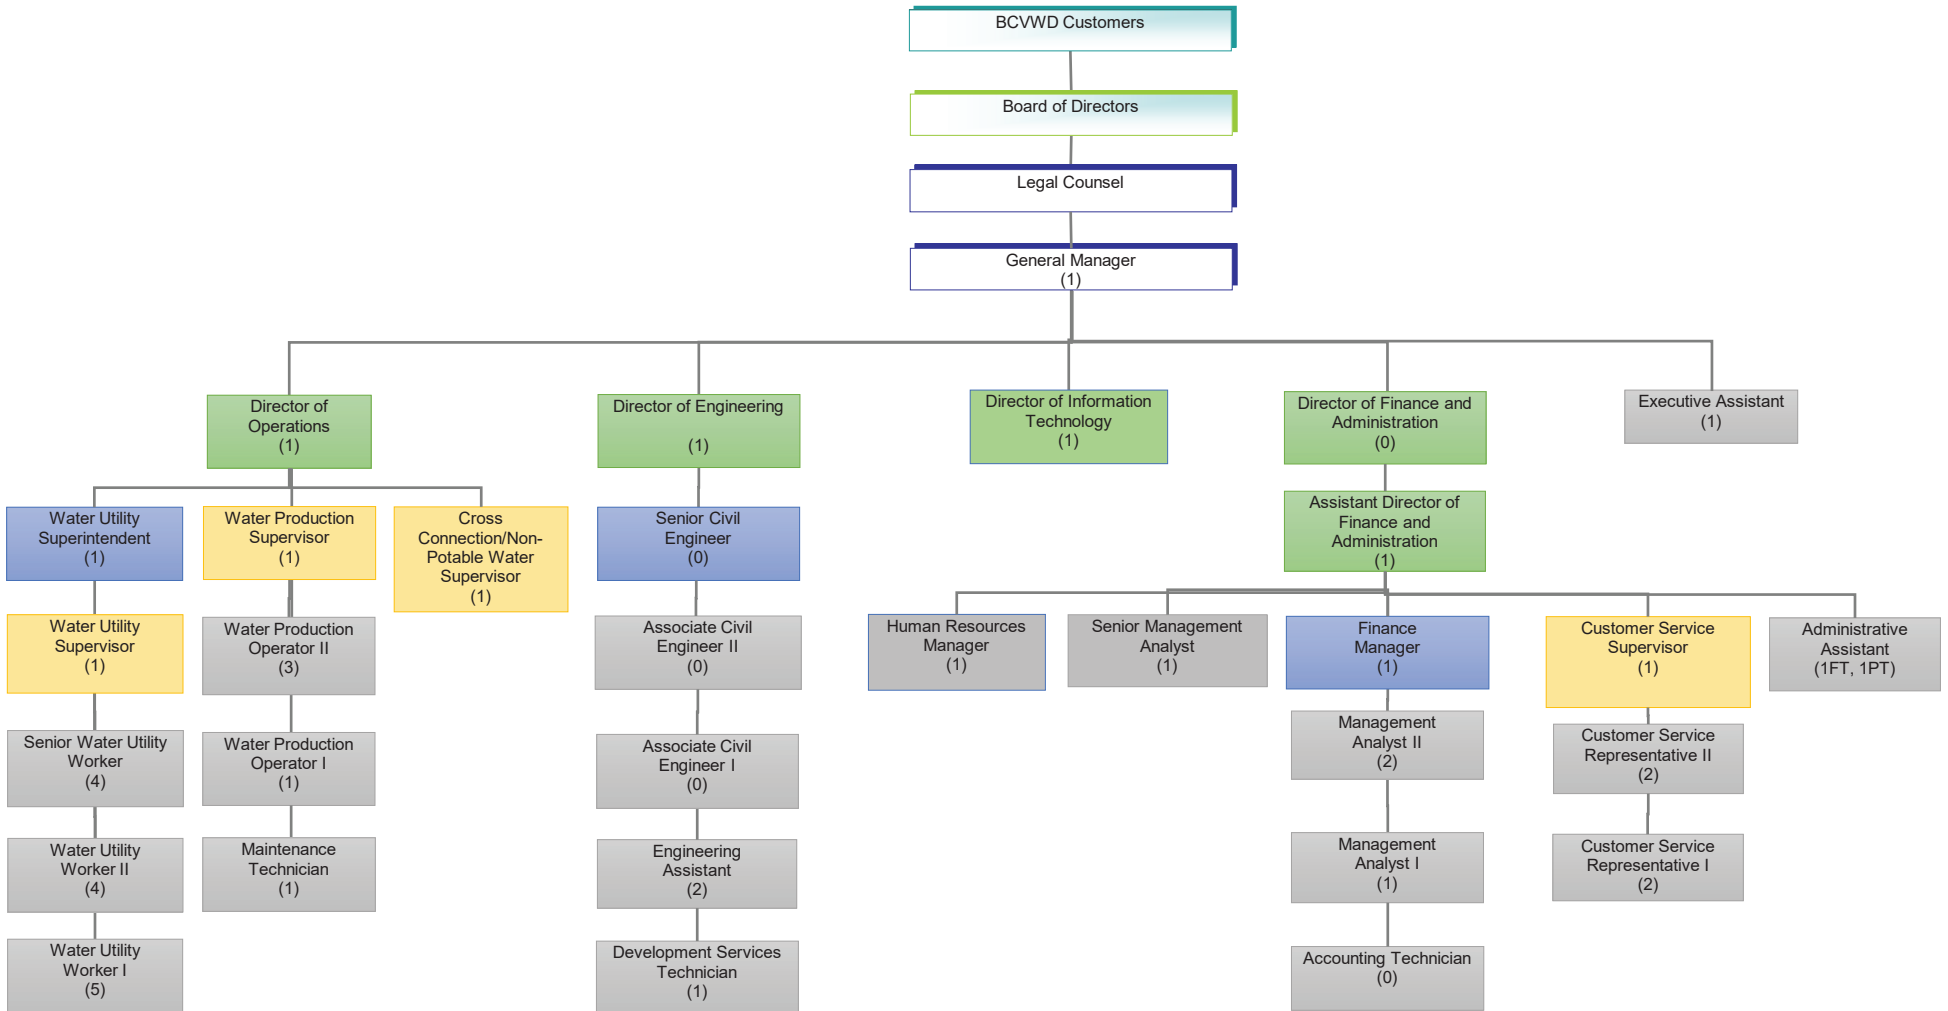 BCVWD Customers
Board of Directors
Legal Counsel
General Manager
(1)
Director of
Operations
(1)
Director of Engineering
(1)
Director of Information
Technology
(1)
Director of Finance and
Administration
(0)
Executive Assistant
(1)
Assistant Director of
Finance and
Administration
(1)
Water Utility
Superintendent
(1)
Water Production
Supervisor
(1)
Cross
Connection/Non-
Potable Water
Supervisor
(1)
Senior Civil
Engineer
(0)
Water Utility
Supervisor
(1)
Water Production
Operator II
(3)
Associate Civil
Engineer II
(0)
Human Resources
Manager
(1)
Senior Management
Analyst
(1)
Finance
Manager
(1)
Customer Service
Supervisor
(1)
Administrative
Assistant
(1FT, 1PT)
Senior Water Utility
Worker
(4)
Water Production
Operator I
(1)
Associate Civil
Engineer I
(0)
Management
Analyst II
(2)
Customer Service
Representative II
(2)
Water Utility
Worker II
(4)
Maintenance
Technician
(1)
Engineering
Assistant
(2)
Management
Analyst I
(1)
Customer Service
Representative I
(2)
Water Utility
Worker I
(5)
Development Services
Technician
(1)
Accounting Technician
(0)